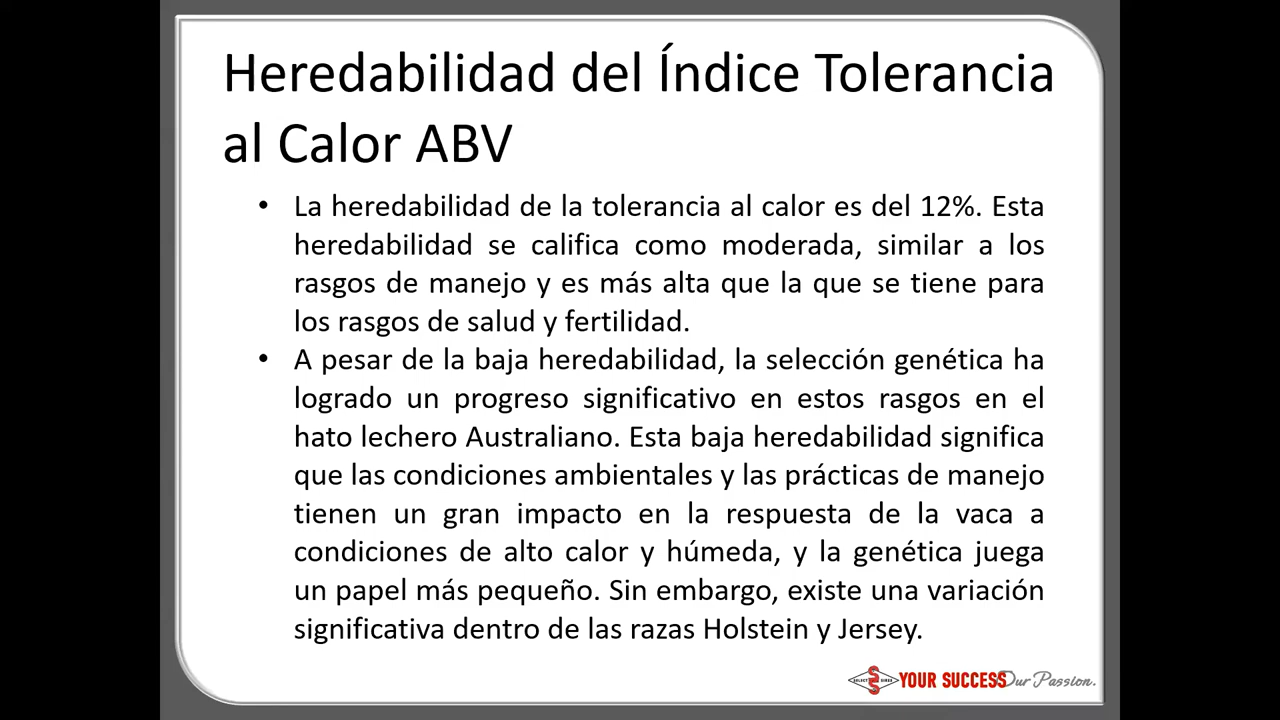 Heredabilidad del Índice Tolerancia
al Calor ABV
• La heredabilidad de la tolerancia al calor es del 12%. Esta
heredabilidad se califica como moderada, similar a los
rasgos de manejo y es más alta que la que se tiene para
los rasgos de salud y fertilidad.
• A pesar de la baja heredabilidad, la selección genética ha
logrado un progreso significativo en estos rasgos en el
hato lechero Australiano. Esta baja heredabilidad significa
que las condiciones ambientales y las prácticas de manejo
tienen un gran impacto en la respuesta de la vaca a
condiciones de alto calor y húmeda, y la genética juega
un papel más pequeño. Sin embargo, existe una variación
significativa dentro de las razas Holstein y Jersey.
SELECT SIRES YOUR SUCCESS Our Passion.